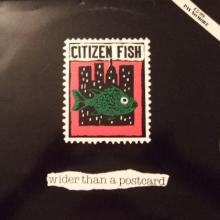 CITIZEN FISH
wider than a postcard